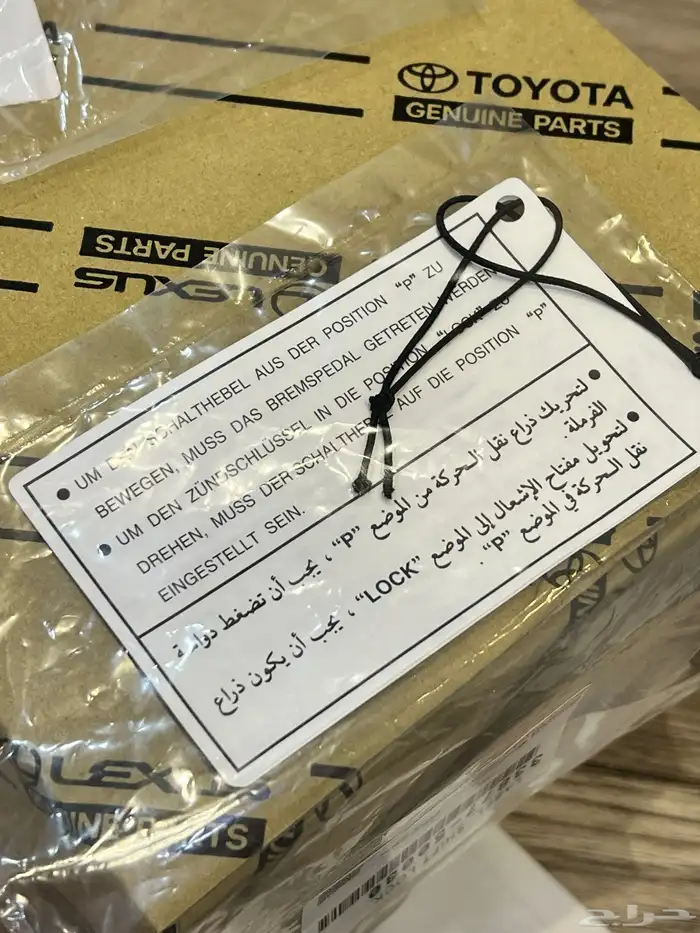 TOYOTA
GENUINE PARTS
LEXUS
GENUINE PARTS
• UM DEN SCHALTHEBEL AUS DER POSITION "P" ZU
BEWEGEN, MUSS DAS BREMSPEDAL GETRETEN WERDEN.
• UM DEN ZÜNDSCHLÜSSEL IN DIE POSITION "LOCK" ZU
DREHEN, MUSS DER SCHALTHEBEL AUF DIE POSITION "P"
EINGESTELLT SEIN.
• لتحريك ذراع نقل الحركة من الموضع "P"، يجب أن تضغط دواسة
الفرملة.
• لتحويل مفتاح الإشعال إلى الموضع "LOCK"، يجب أن يكون ذراع
نقل الحركة في الموضع "P".
LEXUS
GENUINE PARTS
حراج